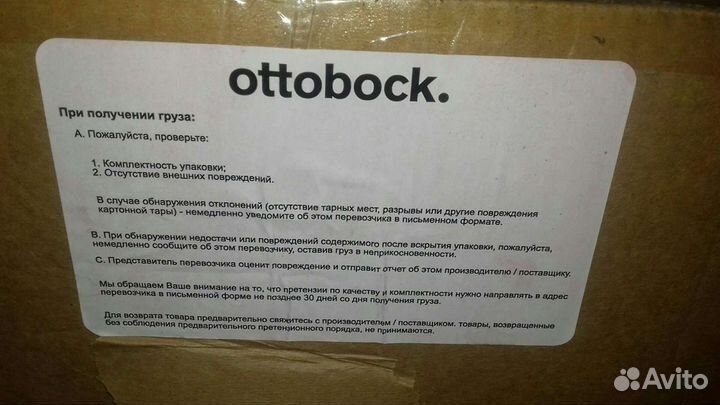 ottobock.
При получении груза:
А. Пожалуйста, проверьте:
1. Комплектность упаковки;
2. Отсутствие внешних повреждений.
В случае обнаружения отклонений (отсутствие тарных мест, разрывы или другие повреждения
картонной тары) - немедленно уведомите об этом перевозчика в письменном формате.
В. При обнаружении недостачи или повреждений содержимого после вскрытия упаковки, пожалуйста,
немедленно сообщите об этом перевозчику, оставив груз в неприкосновенности.
С. Представитель перевозчика оценит повреждение и отправит отчет об этом производителю / поставщику.
Мы обращаем Ваше внимание на то, что претензии по качеству и комплектности нужно направлять в адрес
перевозчика в письменной форме не позднее 30 дней со дня получения груза.
Для возврата товара предварительно свяжитесь с производителем / поставщиком. товары, возвращенные
без соблюдения предварительного претензионного порядка, не принимаются.
Avito